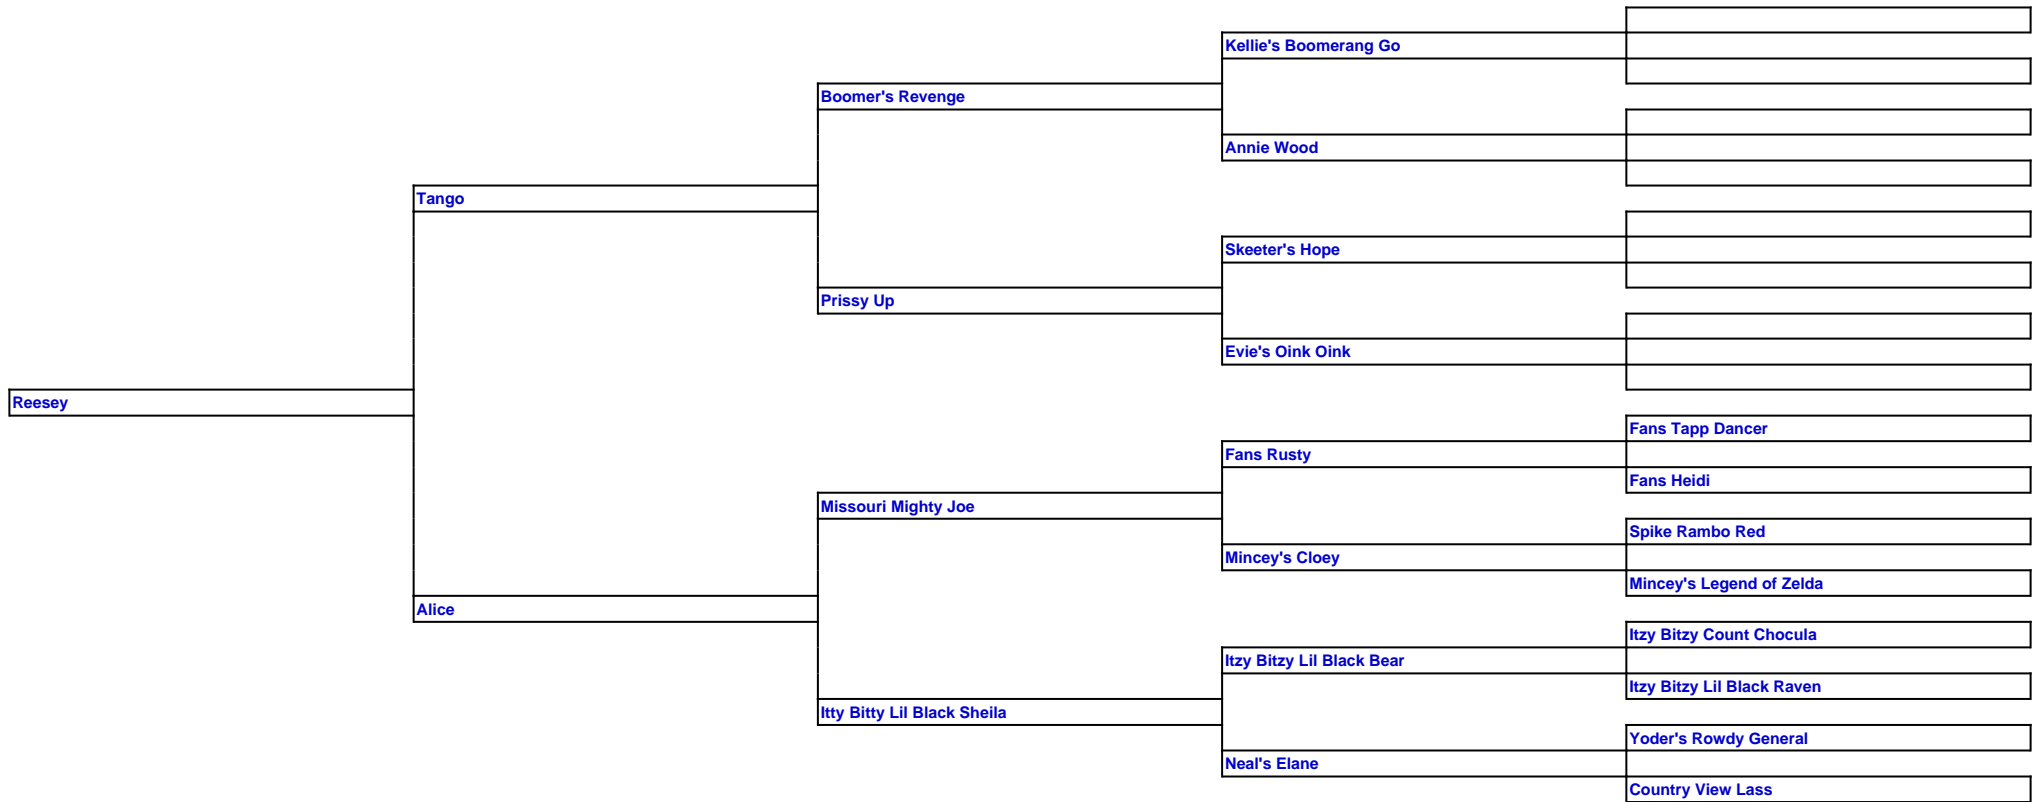 Kellie's Boomerang Go
Boomer's Revenge
Annie Wood
Tango
Skeeter's Hope
Prissy Up
Evie's Oink Oink
Reesey
Fans Tapp Dancer
Fans Rusty
Fans Heidi
Missouri Mighty Joe
Spike Rambo Red
Mincey's Cloey
Mincey's Legend of Zelda
Alice
Itzy Bitzy Count Chocula
Itzy Bitzy Lil Black Bear
Itzy Bitzy Lil Black Raven
Itty Bitty Lil Black Sheila
Yoder's Rowdy General
Neal's Elane
Country View Lass